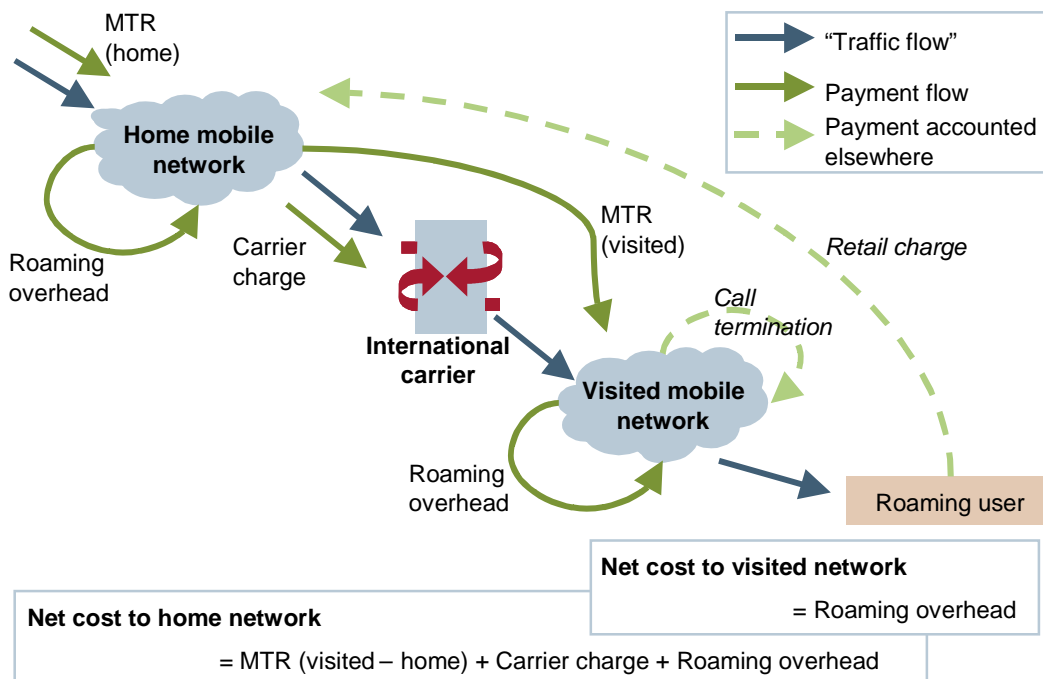 MTR
(home)
“Traffic flow”
Payment flow
Payment accounted
elsewhere
Home mobile
network
MTR
(visited)
Retail charge
Roaming
overhead
Carrier
charge
Call
termination
International
carrier
Visited mobile
network
Roaming
overhead
Roaming user
Net cost to visited network
= Roaming overhead
Net cost to home network
= MTR (visited – home) + Carrier charge + Roaming overhead